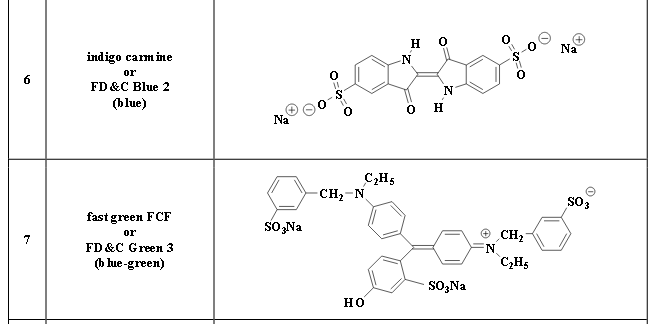 6
indigo carmine
or
FD&C Blue 2
(blue)
H
N
O
O
S
O
O
⊖
Na⊕
O
S
O
O
⊖
Na⊕
O
N
H
7
fast green FCF
or
FD&C Green 3
(blue-green)
C2H5
CH2
N
SO3Na
SO3
⊖
⊕
N
CH2
C2H5
SO3Na
HO